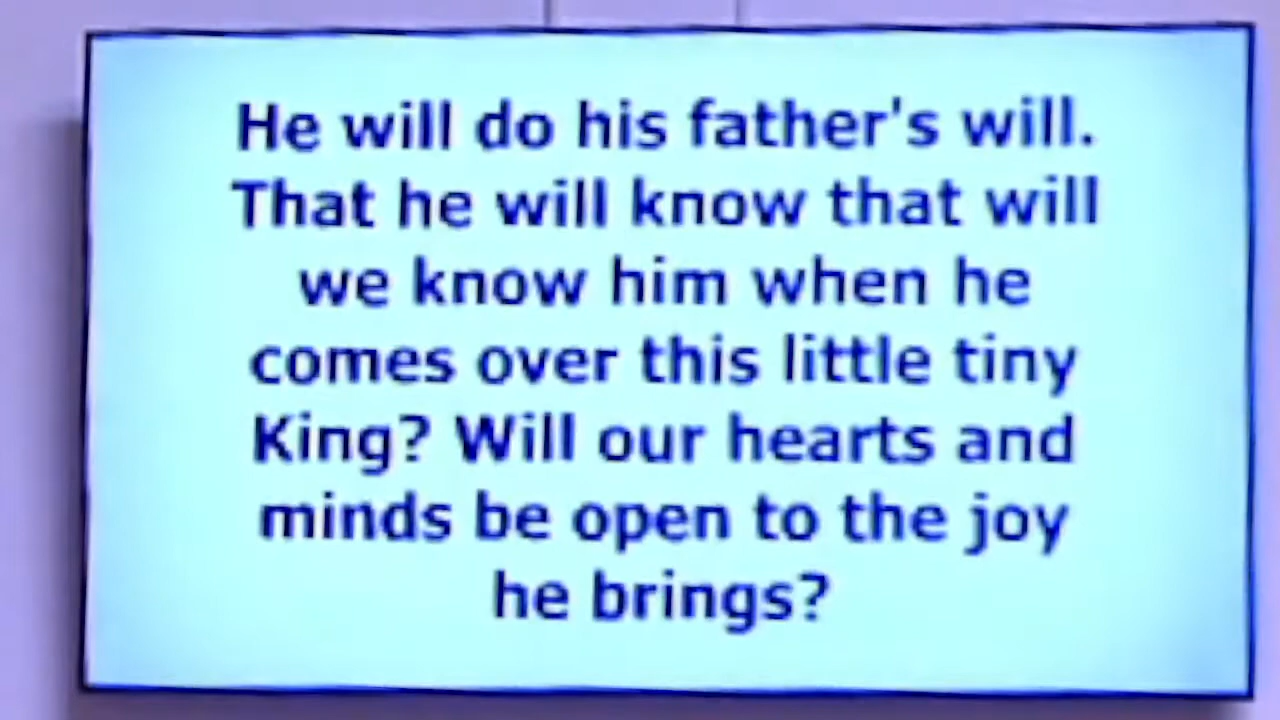 He will do his father's will.
That he will know that will
we know him when he
comes over this little tiny
King? Will our hearts and
minds be open to the joy
he brings?